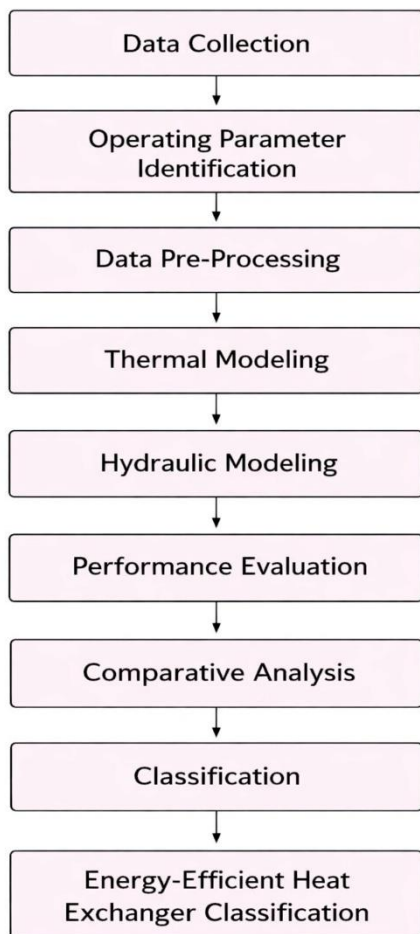 Data Collection
Operating Parameter
Identification
Data Pre-Processing
Thermal Modeling
Hydraulic Modeling
Performance Evaluation
Comparative Analysis
Classification
Energy-Efficient Heat
Exchanger Classification